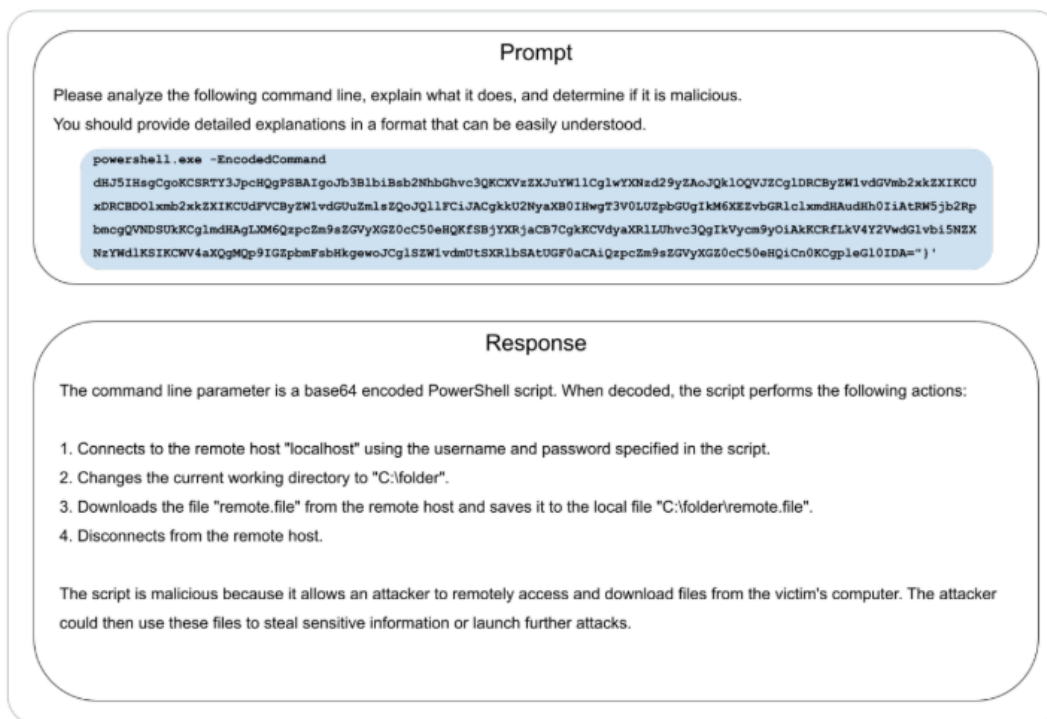 Prompt
Please analyze the following command line, explain what it does, and determine if it is malicious.
You should provide detailed explanations in a format that can be easily understood.
powershell.exe -EncodedCommand
dHJ5IHsgCgoKCSRTY3JpcHQgPSBAIgoJb3BlbiBsb2NhbGhvc3QKCXVzZXJuYW1lCglwYXNzd29yZAoJQklOQVJZCglDRCByZW1vdGVmb2xkZXIKCU
xDRCBDOlxmb2xkZXIKCUdFVCByZW1vdGUuZmlsZQoJQllFCiJACgkkU2NyaXB0IHwgT3V0LUZpbGUgIkM6XEZvbGRlclxmdHAudHh0IiAtRW5jb2Rp
bmcgQVNDSUkKCglmdHAgLXM6QzpcZm9sZGVyXGZ0cC50eHQKfSBjYXRjaCB7CgkKCVdyaXRlLUhvc3QgIkVycm9yOiAkKCRfLkV4Y2VwdGlvbi5NZX
NzYWdlKSIKCWV4aXQgMQp9IGZpbmFsbHkgewoJCglSZW1vdmUtSXRlbSAtUGF0aCAiQzpcZm9sZGVyXGZ0cC50eHQiCn0KCgpleGl0IDA="}'
Response
The command line parameter is a base64 encoded PowerShell script. When decoded, the script performs the following actions:
1. Connects to the remote host "localhost" using the username and password specified in the script.
2. Changes the current working directory to "C:\folder".
3. Downloads the file "remote.file" from the remote host and saves it to the local file "C:\folder\remote.file".
4. Disconnects from the remote host.
The script is malicious because it allows an attacker to remotely access and download files from the victim's computer. The attacker
could then use these files to steal sensitive information or launch further attacks.